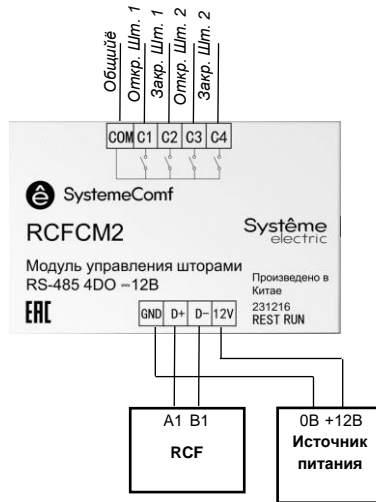 Общийё
Откр. Шт. 1
Закр. Шт. 1
Откр. Шт. 2
Закр. Шт. 2
COM C1 C2 C3 C4
ê SystemeComf
RCFCM2
Systême
electric
Модуль управления шторами
RS-485 4DO ⎓12В
Произведено в
Китае
231216
REST RUN
EAC
GND D+ D- 12V
A1 B1
RCF
0В +12В
Источник
питания